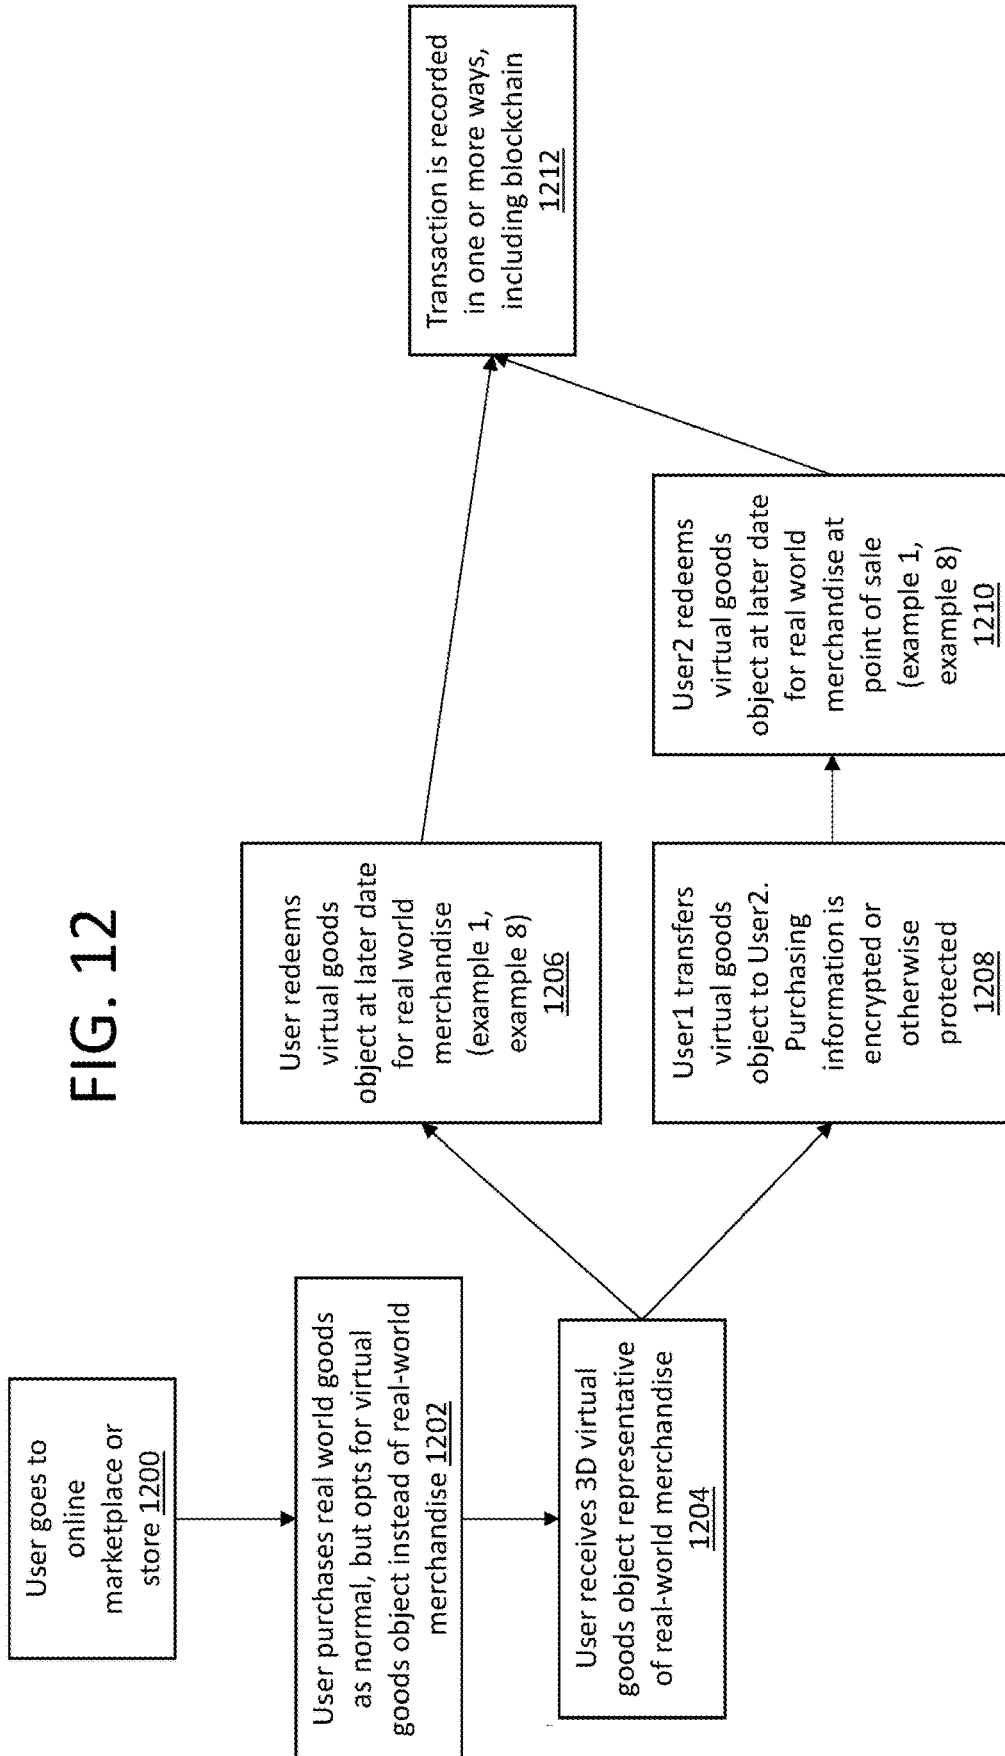 FIG. 12
User goes to
online
marketplace or
store 1200
User purchases real world goods
as normal, but opts for virtual
goods object instead of real-world
merchandise 1202
User receives 3D virtual
goods object representative
of real-world merchandise
1204
User redeems
virtual goods
object at later date
for real world
merchandise
(example 1,
example 8)
1206
User1 transfers
virtual goods
object to User2.
Purchasing
information is
encrypted or
otherwise
protected
1208
User2 redeems
virtual goods
object at later date
for real world
merchandise at
point of sale
(example 1,
example 8)
1210
Transaction is recorded
in one or more ways,
including blockchain
1212